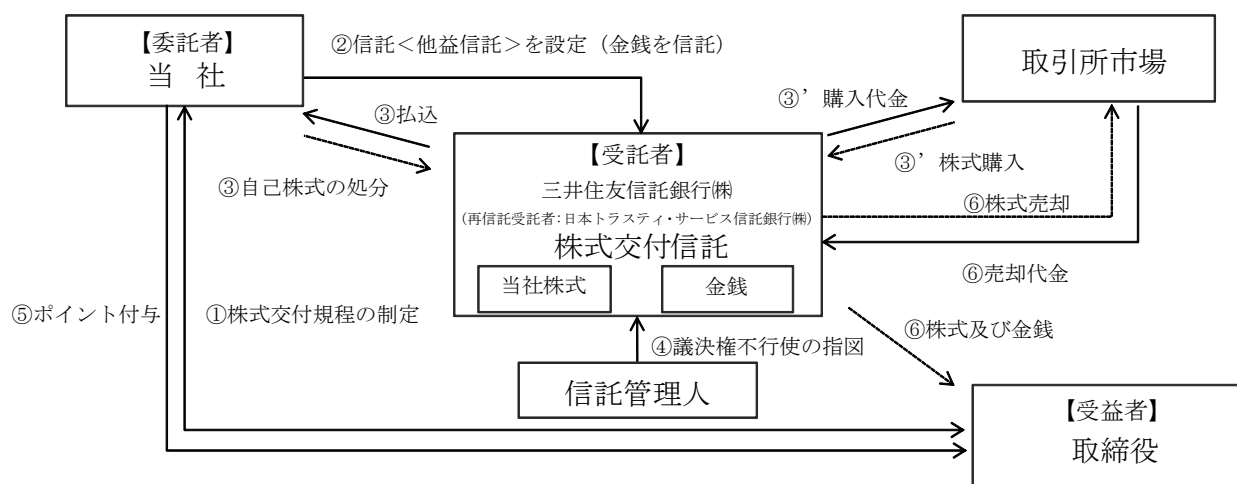 【委託者】
当 社
②信託＜他益信託＞を設定（金銭を信託）
取引所市場
③払込
③’購入代金
③自己株式の処分
【受託者】
三井住友信託銀行㈱
(再信託受託者:日本トラスティ・サービス信託銀行㈱)
株式交付信託
当社株式
金銭
③’株式購入
⑥株式売却
⑥売却代金
⑤ポイント付与
①株式交付規程の制定
④議決権不行使の指図
⑥株式及び金銭
信託管理人
【受益者】
取締役